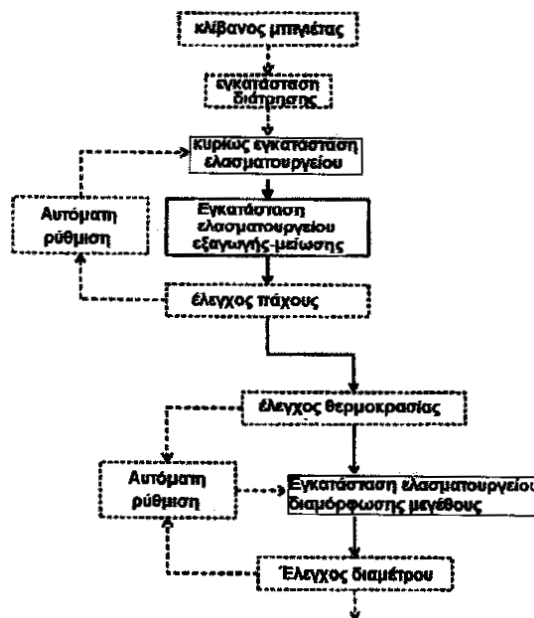 κλίβανος μπιγιέτας
εγκατάσταση
διάτρησης
κυρίως εγκατάσταση
ελασματουργείου
Αυτόματη
ρύθμιση
Εγκατάσταση
ελασματουργείου
εξαγωγής-μείωσης
έλεγχος πάχους
έλεγχος θερμοκρασίας
Αυτόματη
ρύθμιση
Εγκατάσταση ελασματουργείου
διαμόρφωσης μεγέθους
Έλεγχος διαμέτρου